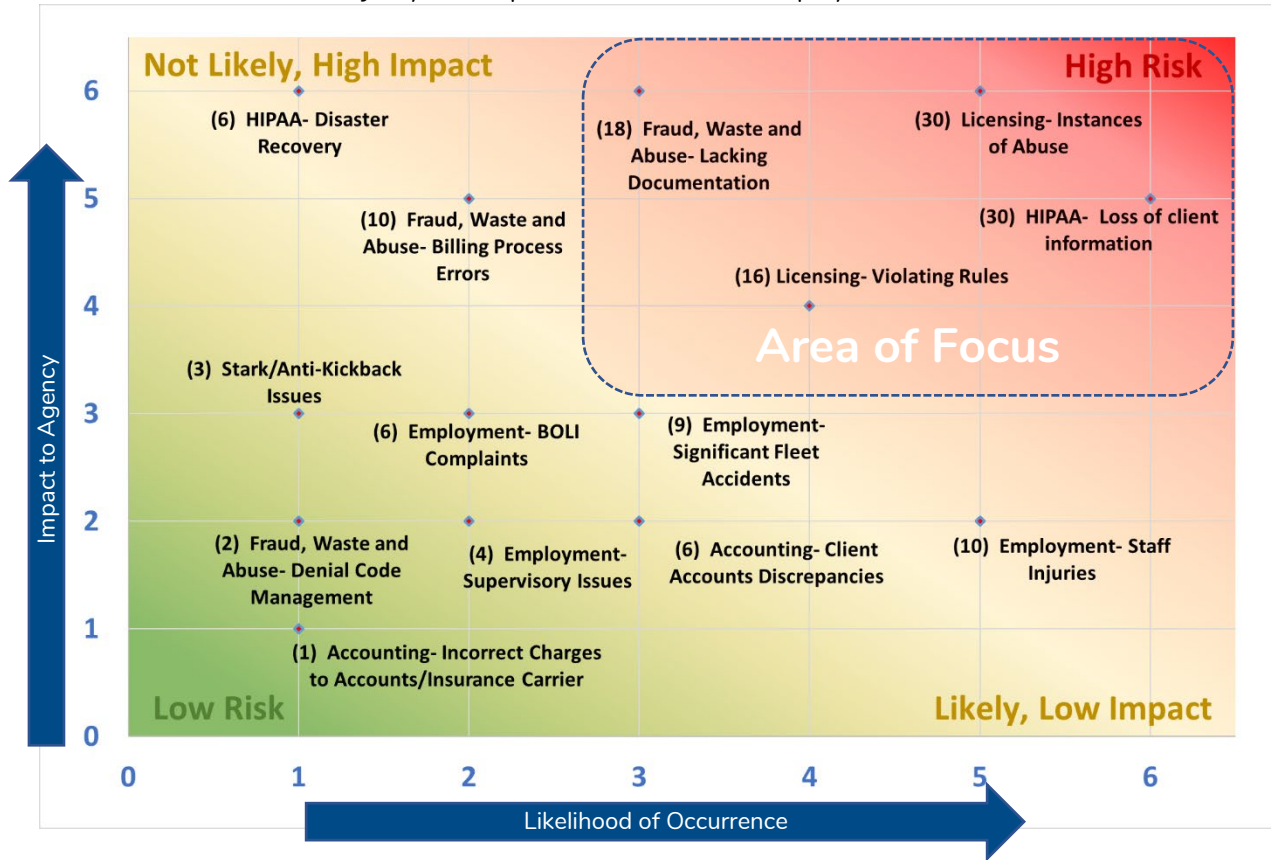 Not Likely, High Impact
High Risk
6
(6) HIPAA- Disaster
Recovery
(18) Fraud, Waste and
Abuse- Lacking
Documentation
(30) Licensing- Instances
of Abuse
5
(10) Fraud, Waste and
Abuse- Billing Process
Errors
(30) HIPAA- Loss of client
information
(16) Licensing- Violating Rules
4
Area of Focus
Impact to Agency
(3) Stark/Anti-Kickback
Issues
3
(6) Employment- BOLI
Complaints
(9) Employment-
Significant Fleet
Accidents
2
(2) Fraud, Waste and
Abuse- Denial Code
Management
(4) Employment-
Supervisory Issues
(6) Accounting- Client
Accounts Discrepancies
(10) Employment- Staff
Injuries
1
(1) Accounting- Incorrect Charges
to Accounts/Insurance Carrier
Low Risk
Likely, Low Impact
0
0 1 2 3 4 5 6
Likelihood of Occurrence